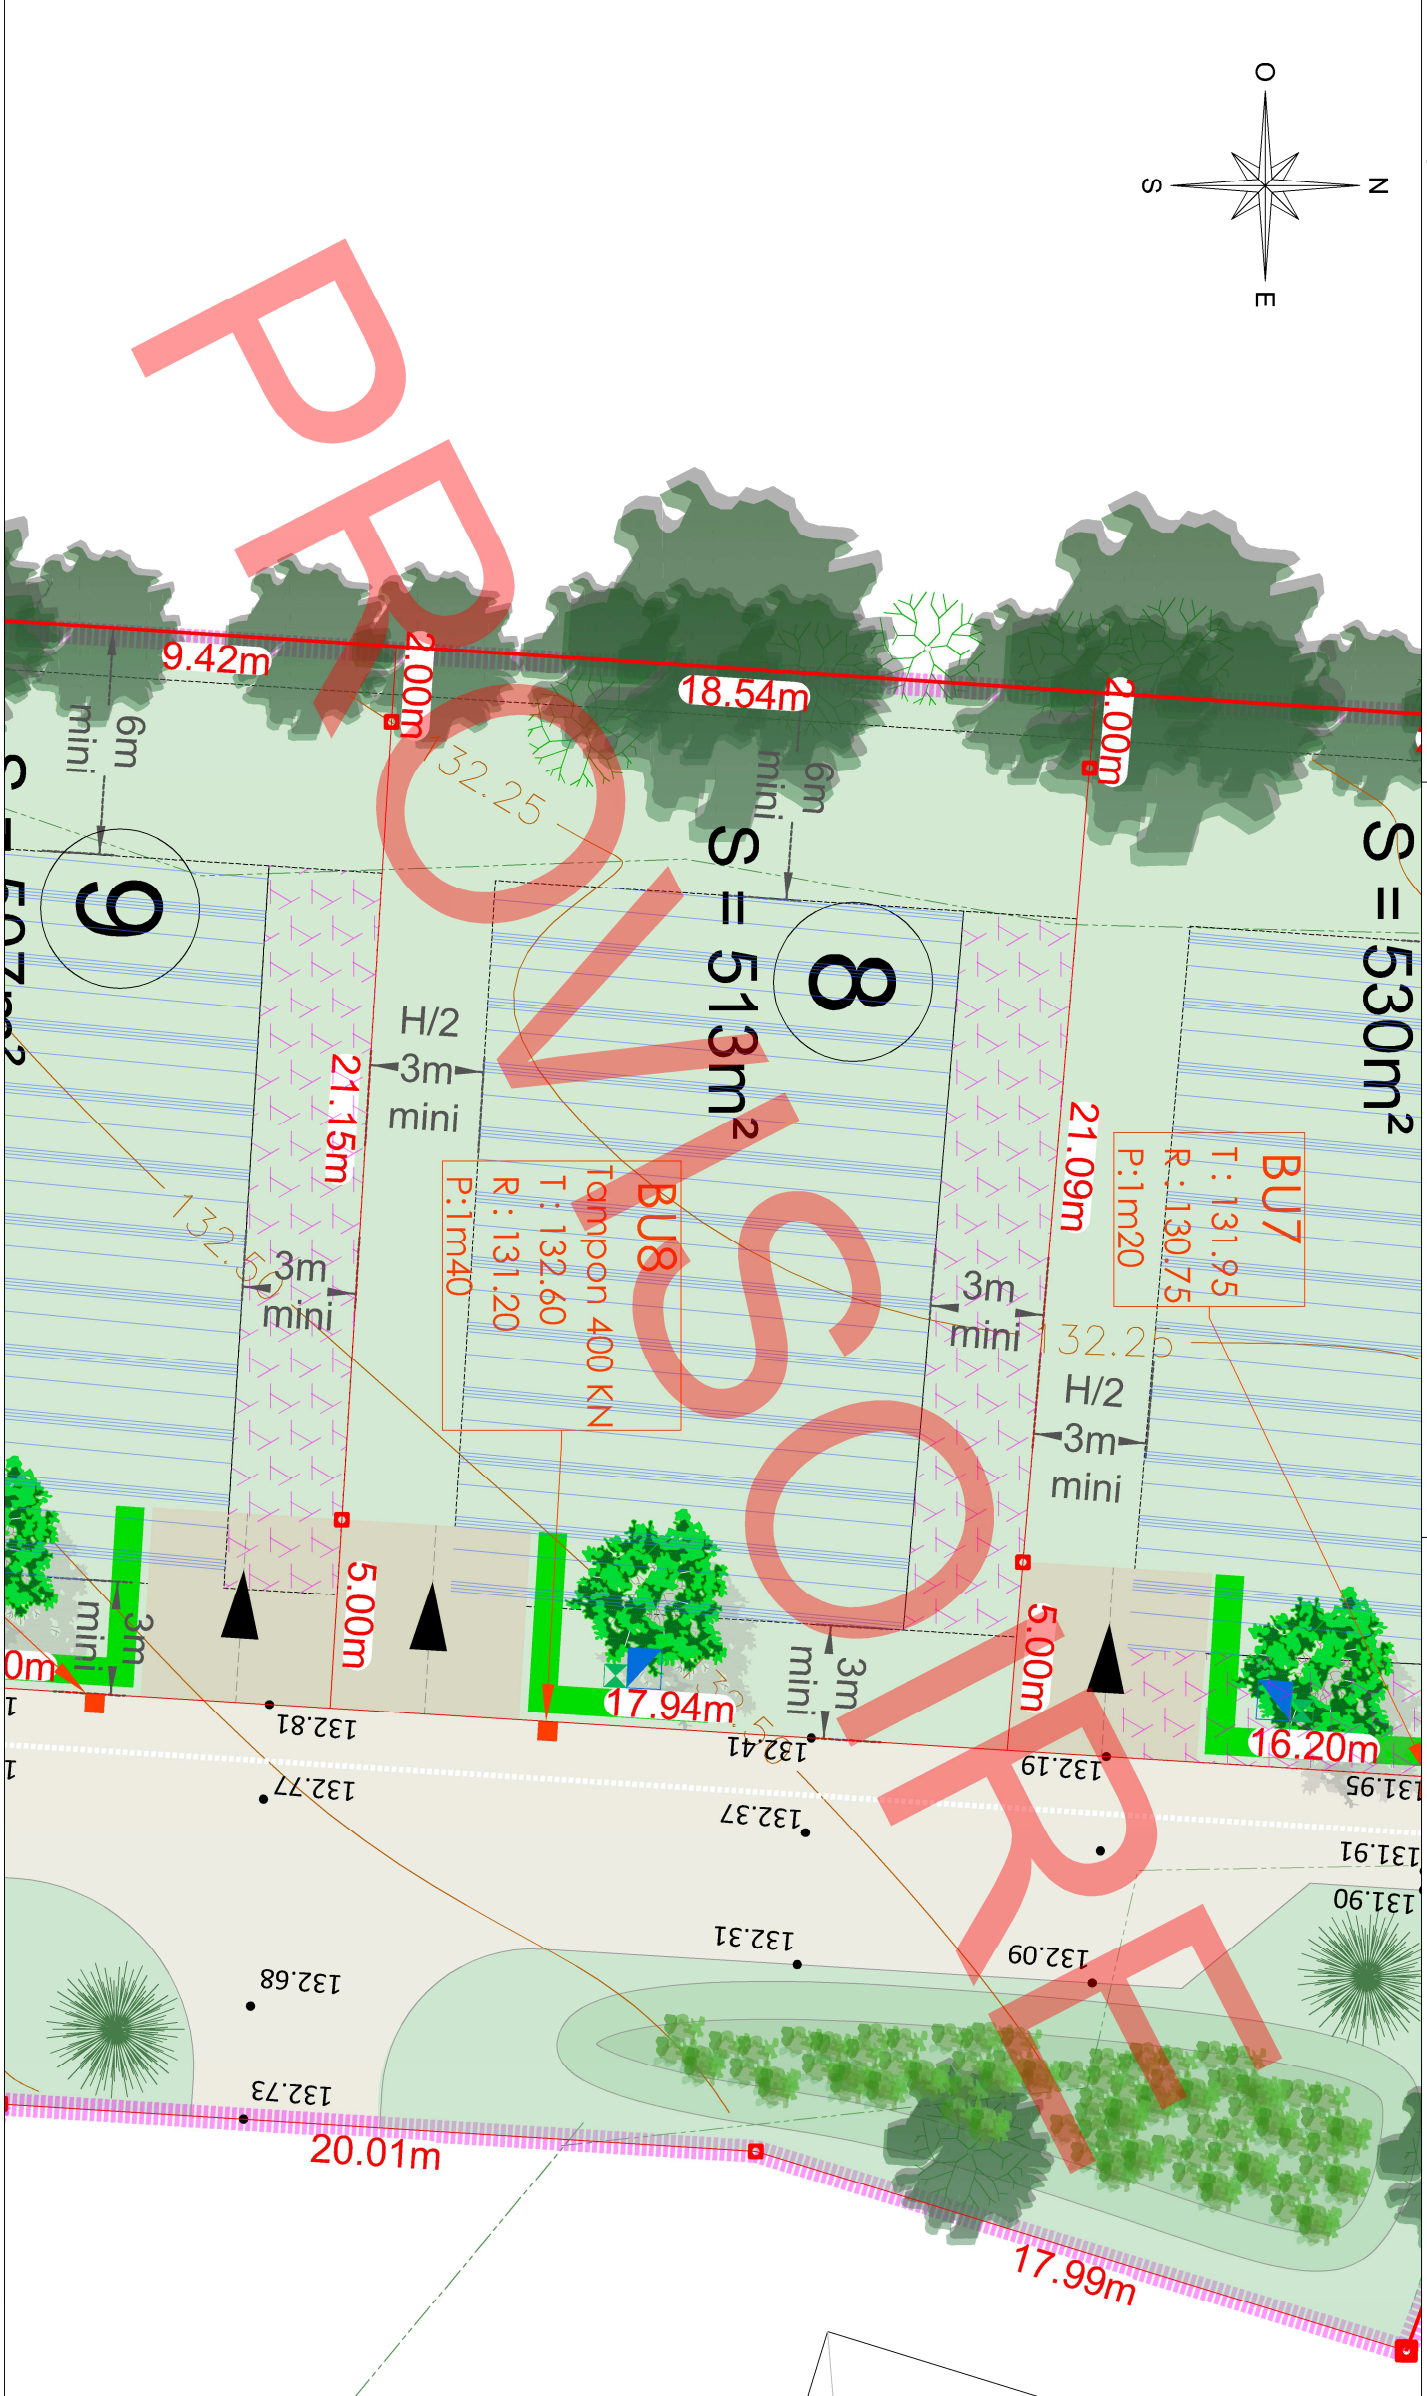 O
N
S
E
PROVISOIRE
9.42m
2.00m
18.54m
2.00m
6m
mini
6m
mini
132.25
9
8
S = 513m²
S = 530m²
H/2
3m
mini
21.15m
21.09m
BU7
T : 131.95
R : 130.75
P:1m20
BU8
Tampon 400 KN
T : 132.60
R : 131.20
P:1m40
132.50
3m
mini
3m
mini
132.25
H/2
3m
mini
5.00m
5.00m
3m
mini
3m
mini
0m
17.94m
16.20m
132.81
132.41
132.19
131.95
132.77
132.37
131.91
131.90
132.31
132.09
132.68
132.73
20.01m
17.99m